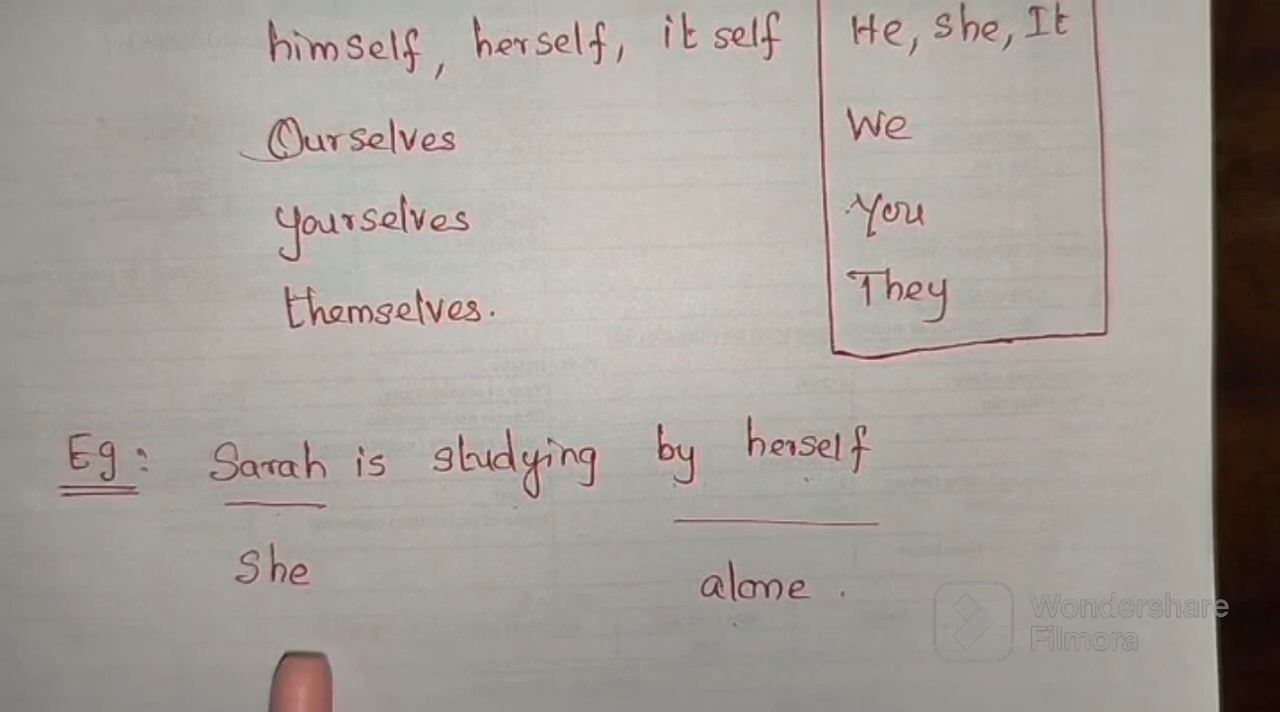 himself, herself, it self He, She, It
Ourselves We
yourselves You
themselves. They
Eg: Sarah is studying by herself
She alone.
Wondershare
Filmora